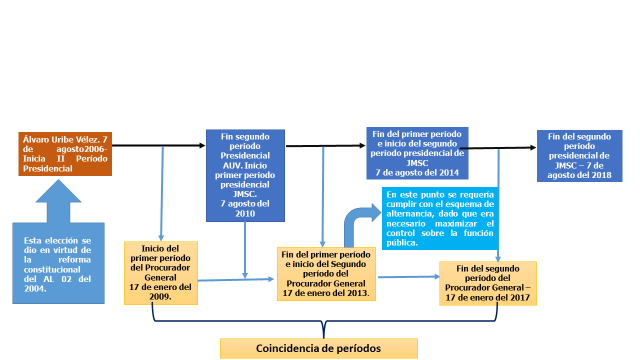 Álvaro Uribe Vélez. 7
de agosto2006-
Inicia II Período
Presidencial
Fin segundo
período
Presidencial
AUV. Inicio
primer período
presidencial
JMSC.
7 agosto del
2010
Fin del primer período
e inicio del segundo
período presidencial de
JMSC
7 agosto del 2014
Fin del segundo
período
presidencial de
JMSC – 7 de
agosto del 2018
Esta elección se
dio en virtud de
la reforma
constitucional
del AL 02 del
2004.
En este punto se requería
cumplir con el esquema de
alternancia, dado que era
necesario maximizar el
control sobre la función
pública.
Inicio del
primer período
del Procurador
General
17 de enero del
2009.
Fin del primer período
e inicio del Segundo
período del
Procurador General
17 de enero del 2013.
Fin del segundo
período del
Procurador General –
17 de enero del 2017
Coincidencia de períodos